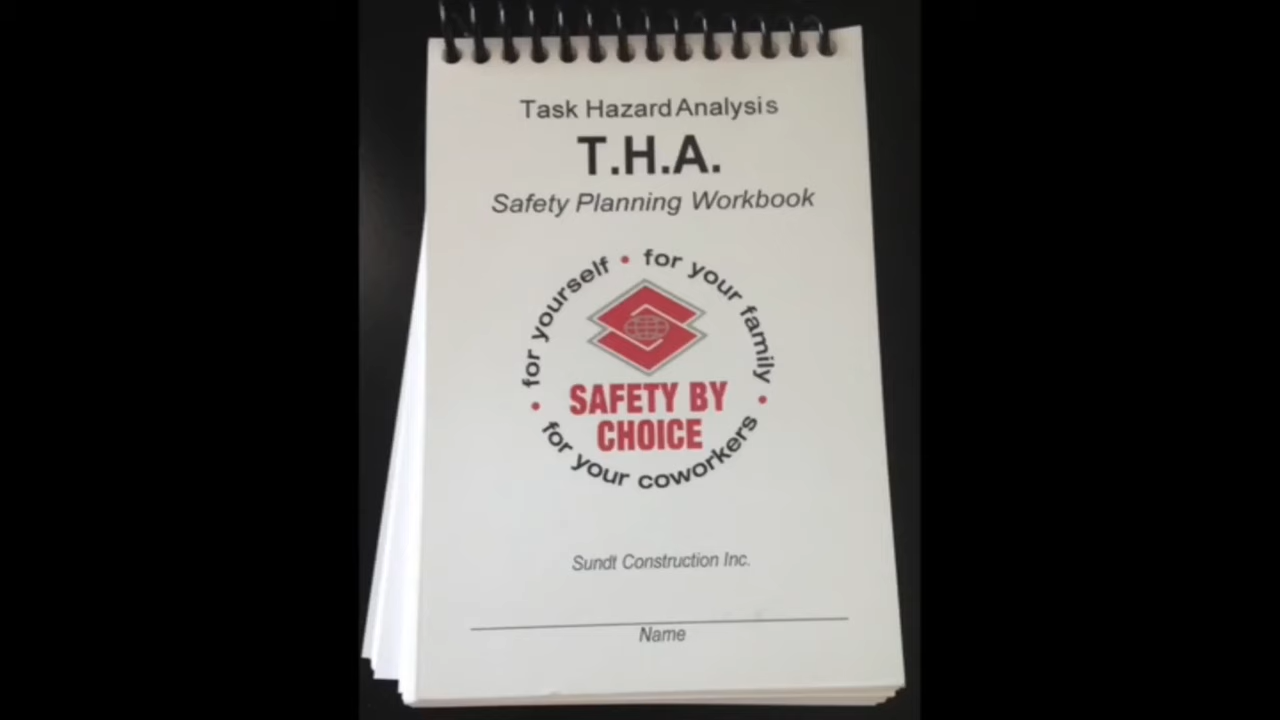 Task Hazard Analysis
T.H.A.
Safety Planning Workbook
for yourself • for your family
• for your coworkers •
SAFETY BY
CHOICE
Sundt Construction Inc.
Name